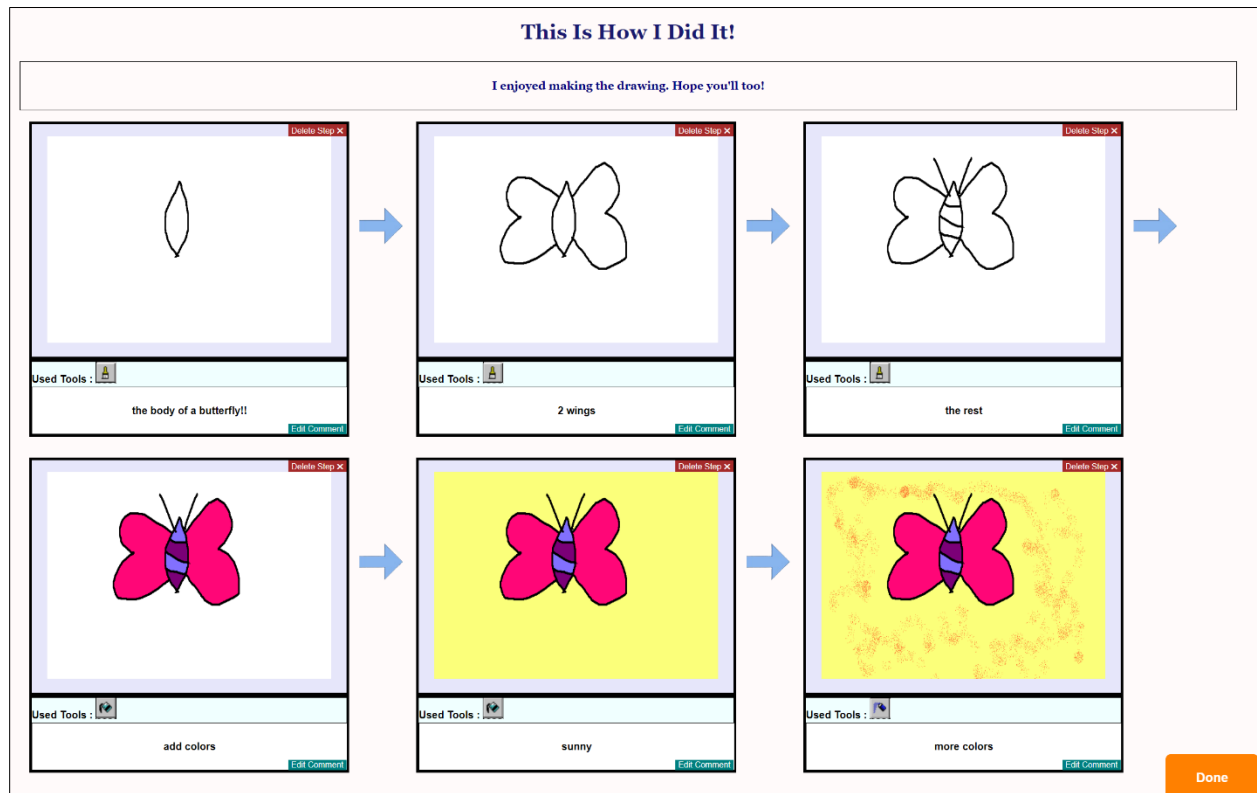 This Is How I Did It!
I enjoyed making the drawing. Hope you'll too!
Delete Step ✕
Delete Step ✕
Delete Step ✕
Used Tools :
Used Tools :
Used Tools :
the body of a butterfly!!
2 wings
the rest
Edit Comment
Edit Comment
Edit Comment
Delete Step ✕
Delete Step ✕
Delete Step ✕
Used Tools :
Used Tools :
Used Tools :
add colors
sunny
more colors
Edit Comment
Edit Comment
Edit Comment
Done